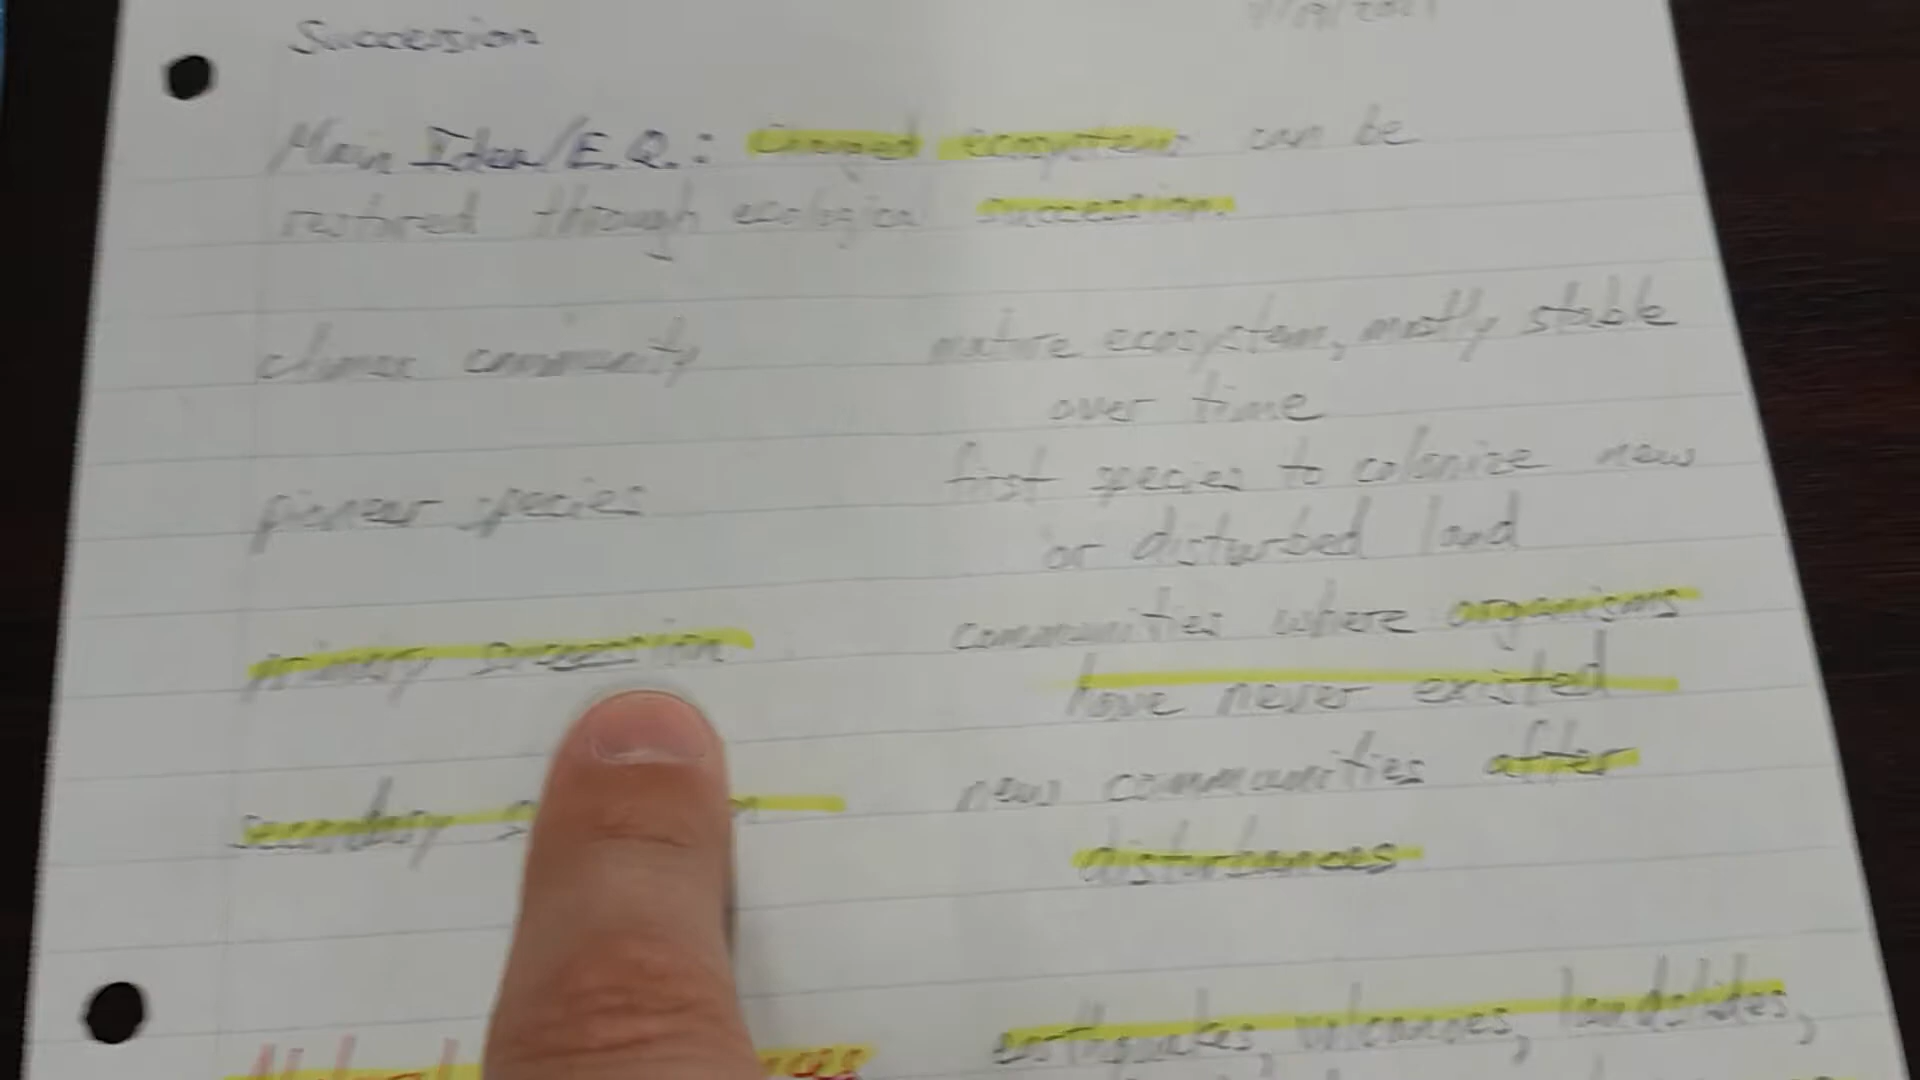 Succession
Main Idea/E.Q.: Changed ecosystems can be
restored through ecological succession.
climax community mature ecosystem, mostly stable
over time
pioneer species first species to colonize new
or disturbed land
primary succession communities where organisms
have never existed
secondary new communities after
disturbances
earthquakes, volcanoes, landslides,